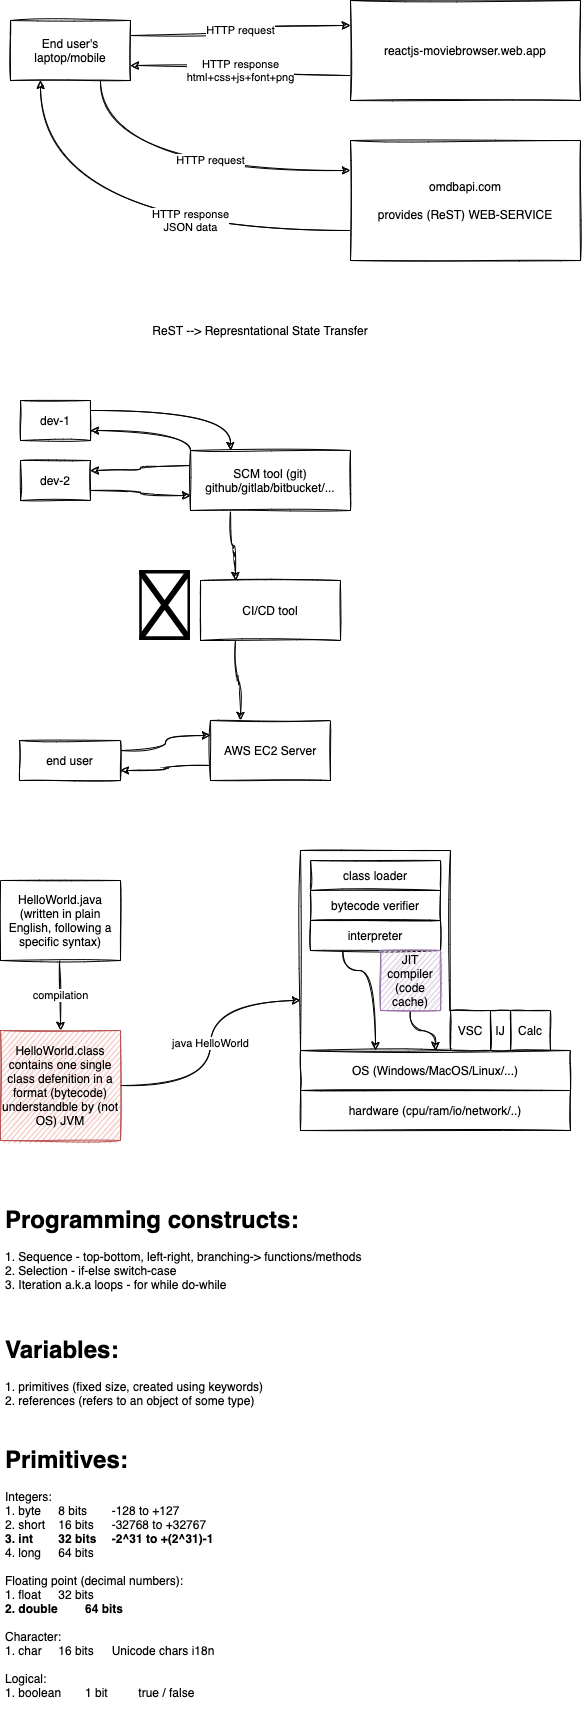 End user's
laptop/mobile
HTTP request
reactjs-moviebrowser.web.app
HTTP response
html+css+js+font+png
HTTP request
omdbapi.com
provides (ReST) WEB-SERVICE
HTTP response
JSON data
ReST --> Represntational State Transfer
dev-1
dev-2
SCM tool (git)
github/gitlab/bitbucket/...
CI/CD tool
AWS EC2 Server
end user
HelloWorld.java
(written in plain
English, following a
specific syntax)
compilation
HelloWorld.class
contains one single
class defenition in a
format (bytecode)
understandble by (not
OS) JVM
java HelloWorld
class loader
bytecode verifier
interpreter
JIT
compiler
(code
cache)
VSC
IJ
Calc
OS (Windows/MacOS/Linux/...)
hardware (cpu/ram/io/network/..)
Programming constructs:
1. Sequence - top-bottom, left-right, branching-> functions/methods
2. Selection - if-else switch-case
3. Iteration a.k.a loops - for while do-while
Variables:
1. primitives (fixed size, created using keywords)
2. references (refers to an object of some type)
Primitives:
Integers:
1. byte 8 bits -128 to +127
2. short 16 bits -32768 to +32767
3. int 32 bits -2^31 to +(2^31)-1
4. long 64 bits
Floating point (decimal numbers):
1. float 32 bits
2. double 64 bits
Character:
1. char 16 bits Unicode chars i18n
Logical:
1. boolean 1 bit true / false